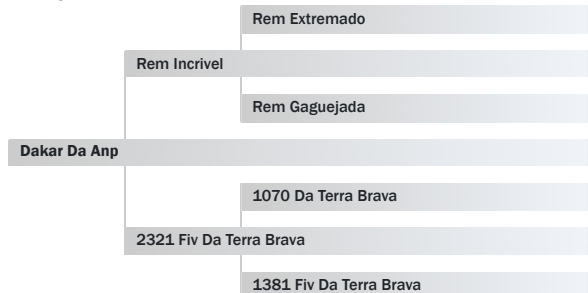 Rem Extremado
Rem Incrivel
Rem Gaguejada
Dakar Da Anp
1070 Da Terra Brava
2321 Fiv Da Terra Brava
1381 Fiv Da Terra Brava